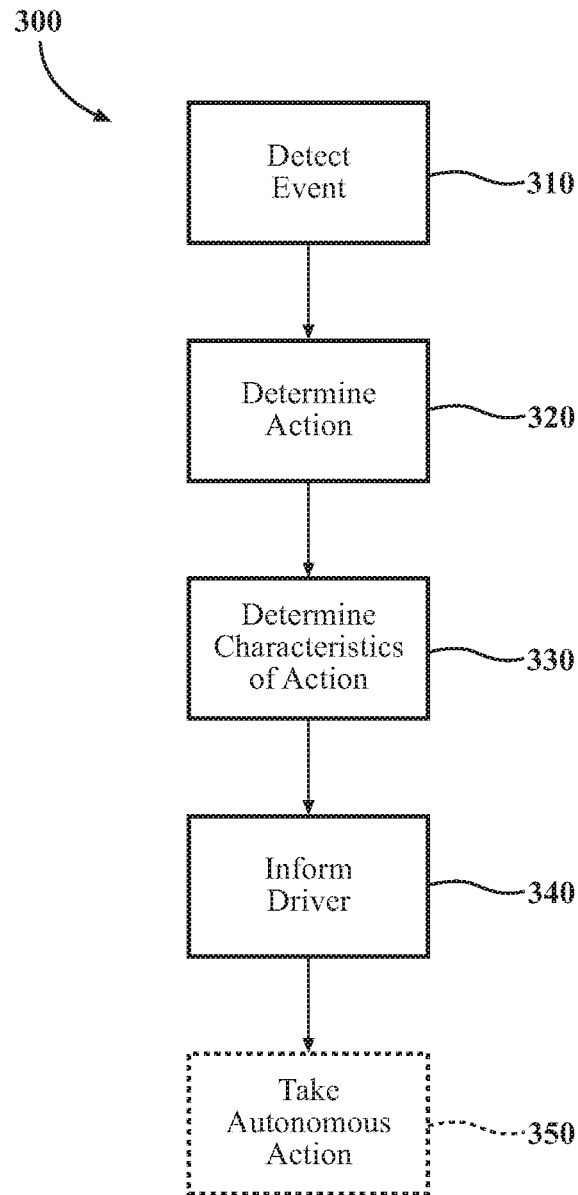 300
Detect
Event
310
Determine
Action
320
Determine
Characteristics
of Action
330
Inform
Driver
340
Take
Autonomous
Action
350